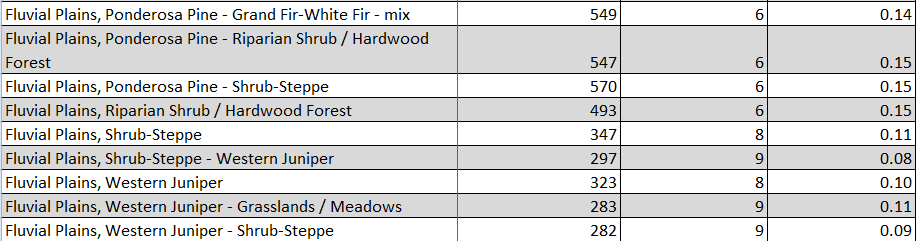 Fluvial Plains, Ponderosa Pine - Grand Fir-White Fir - mix 549 6 0.14
Fluvial Plains, Ponderosa Pine - Riparian Shrub / Hardwood
Forest 547 6 0.15
Fluvial Plains, Ponderosa Pine - Shrub-Steppe 570 6 0.15
Fluvial Plains, Riparian Shrub / Hardwood Forest 493 6 0.15
Fluvial Plains, Shrub-Steppe 347 8 0.11
Fluvial Plains, Shrub-Steppe - Western Juniper 297 9 0.08
Fluvial Plains, Western Juniper 323 8 0.10
Fluvial Plains, Western Juniper - Grasslands / Meadows 283 9 0.11
Fluvial Plains, Western Juniper - Shrub-Steppe 282 9 0.09